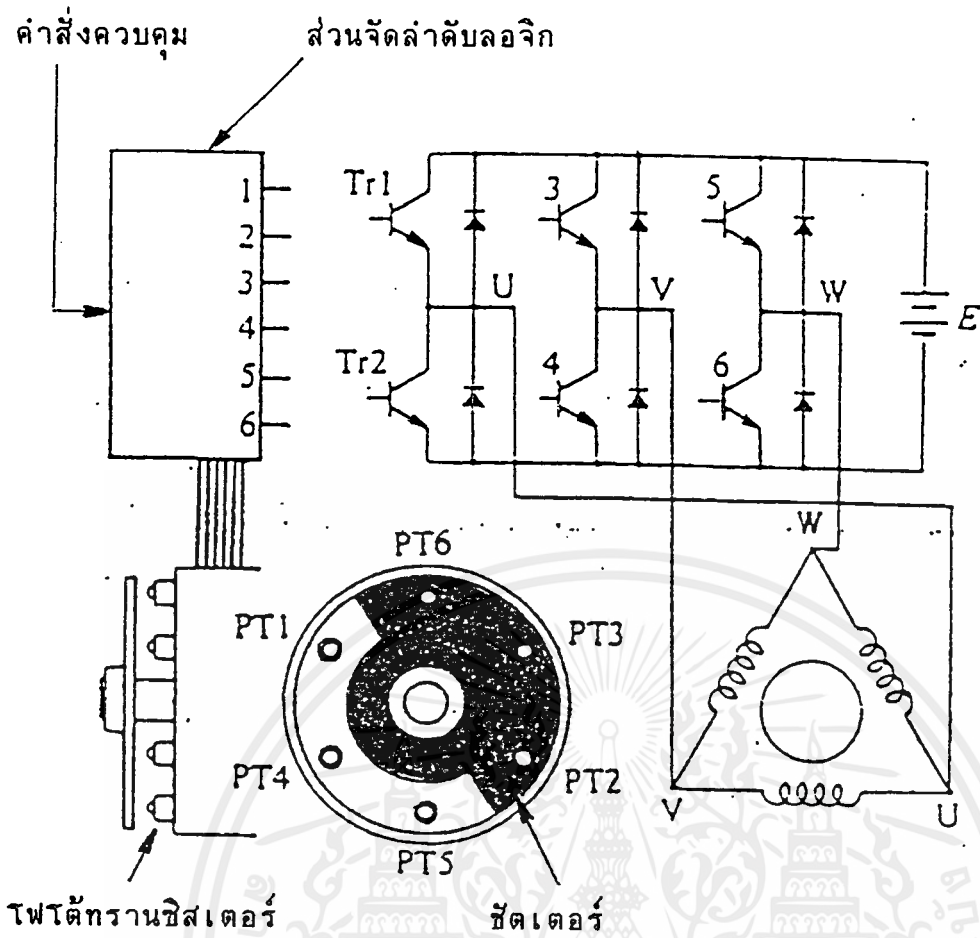 คำสั่งควบคุม
ส่วนจัดลำดับลอจิก
1
2
3
4
5
6
Tr1
3
5
U
V
W
E
Tr2
4
6
W
V
U
PT6
PT1
PT3
PT4
PT2
PT5
โฟโต้ทรานซิสเตอร์
ชัตเตอร์